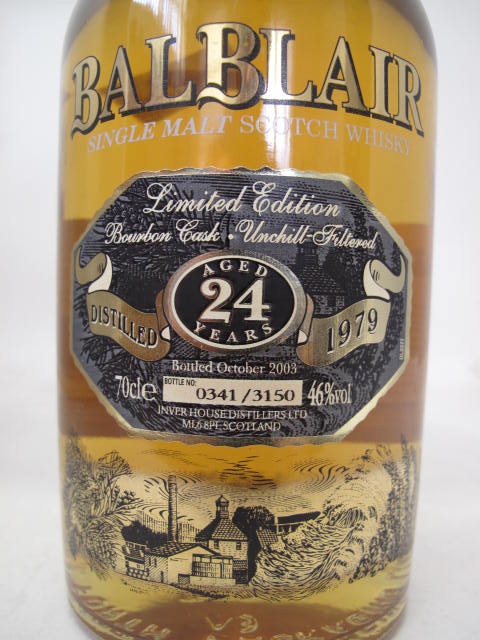 BALBLAIR
SINGLE MALT SCOTCH WHISKY
Limited Edition
Bourbon Cask · Unchill-Filtered
AGED
24
YEARS
DISTILLED 1979
Bottled October 2003
70cl℮ BOTTLE NO: 0341/3150 46%vol
INVER HOUSE DISTILLERS LTD
ML6 8PL SCOTLAND